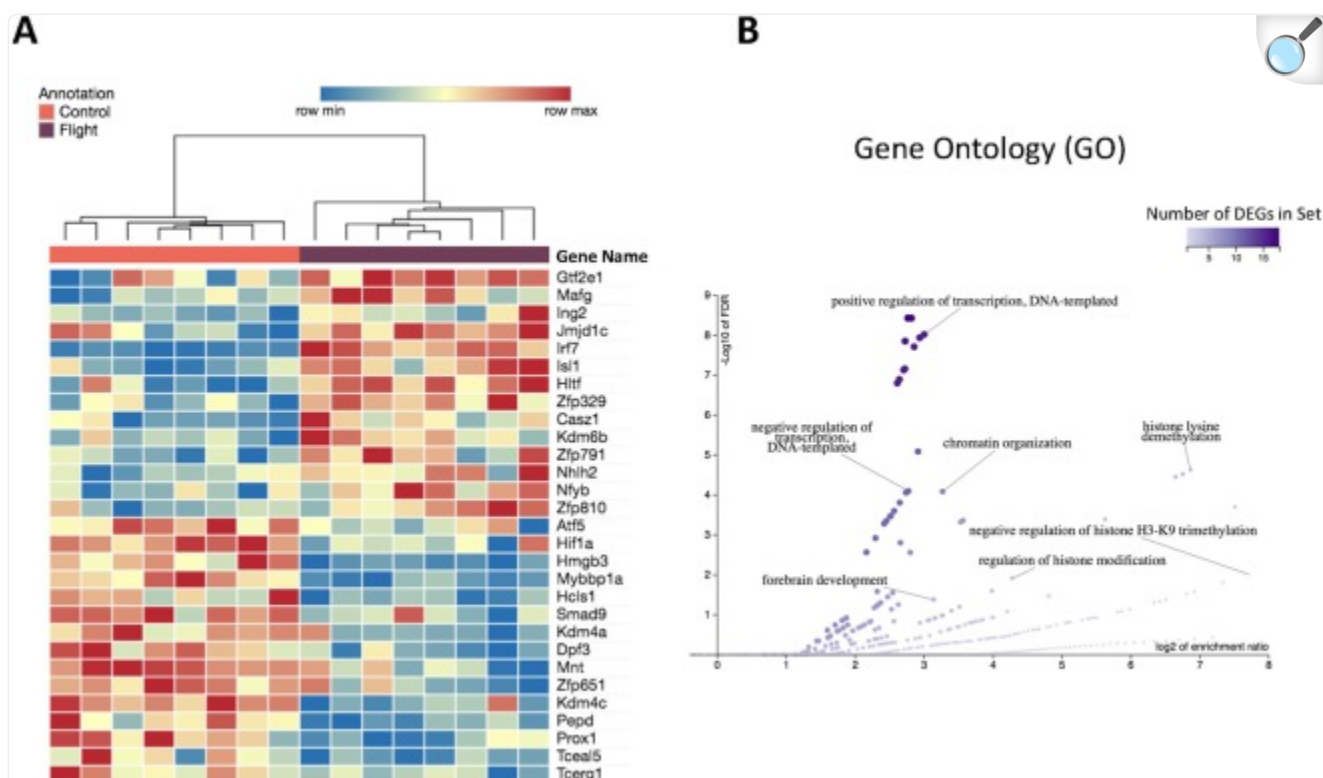 A
Annotation
Control
Flight
row min
row max
Gene Name
Gtf2e1
Mafg
Ing2
Jmjd1c
Irf7
Isl1
Hltf
Zfp329
Casz1
Kdm6b
Zfp791
Nhlh2
Nfyb
Zfp810
Atf5
Hif1a
Hmgb3
Mybbp1a
Hcls1
Smad9
Kdm4a
Dpf3
Mnt
Zfp651
Kdm4c
Pepd
Prox1
Tceal5
Tcerg1
B
Gene Ontology (GO)
Number of DEGs in Set
5 10 15
-Log10 of FDR
9
8
7
6
5
4
3
2
1
positive regulation of transcription, DNA-templated
negative regulation of
transcription,
DNA-templated
chromatin organization
histone lysine
demethylation
negative regulation of histone H3-K9 trimethylation
regulation of histone modification
forebrain development
log2 of enrichment ratio
0 1 2 3 4 5 6 7 8